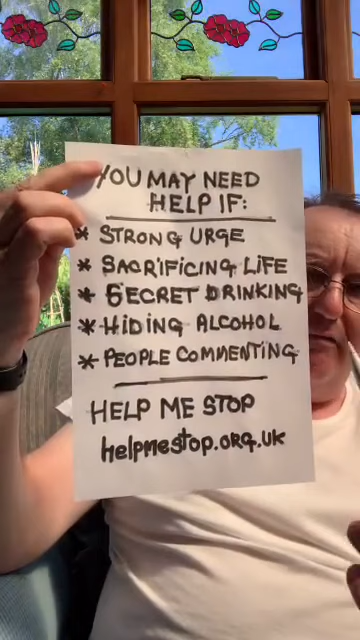 YOU MAY NEED
HELP IF:
* STRONG URGE
* SACRIFICING LIFE
* SECRET DRINKING
* HIDING ALCOHOL
* PEOPLE COMMENTING
HELP ME STOP
helpmestop.org.uk